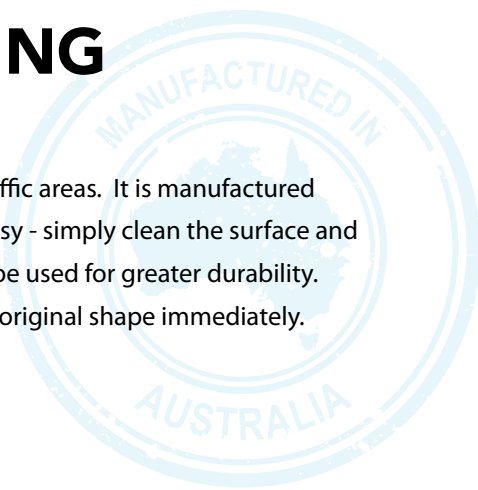 NG
MANUFACTURED IN
ffic areas.  It is manufactured
sy - simply clean the surface and
be used for greater durability.
original shape immediately.
AUSTRALIA